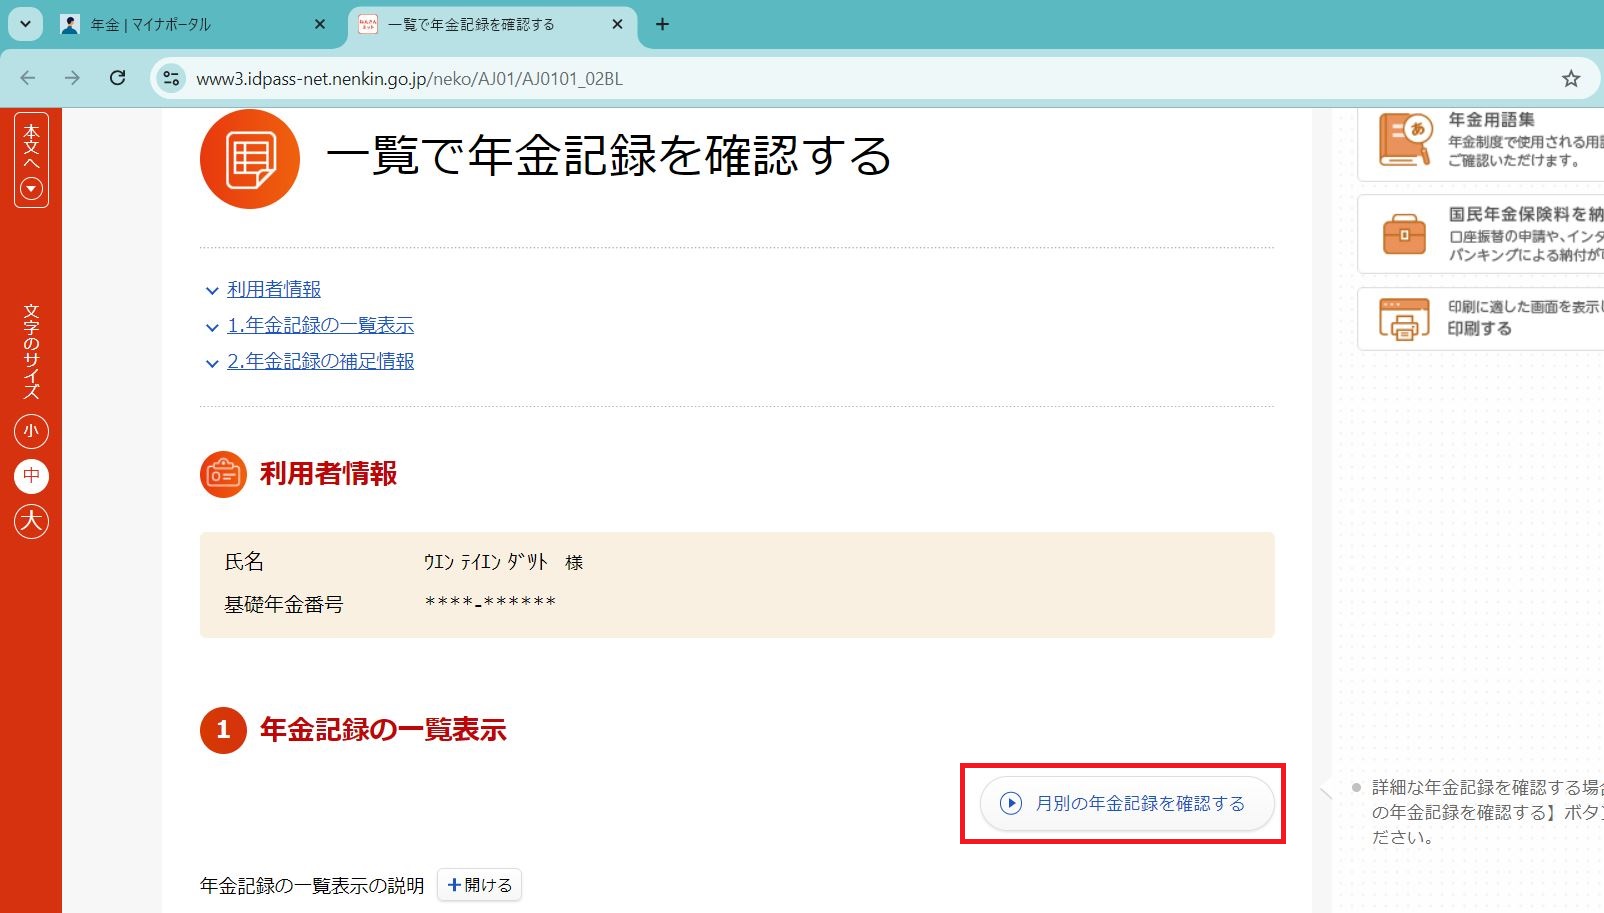 年金 | マイナポータル
一覧で年金記録を確認する
www3.idpass-net.nenkin.go.jp/neko/AJ01/AJ0101_02BL
本文へ
文字のサイズ
小
中
大
一覧で年金記録を確認する
利用者情報
1.年金記録の一覧表示
2.年金記録の補足情報
利用者情報
氏名 ｳｴﾝ ﾃｲｴﾝ ﾀﾞﾂﾄ 様
基礎年金番号 ****-******
1 年金記録の一覧表示
月別の年金記録を確認する
年金記録の一覧表示の説明 +開ける
年金用語集
年金制度で使用される用語
ご確認いただけます。
国民年金保険料を納
口座振替の申請や、インタ
バンキングによる納付が
印刷に適した画面を表示し
印刷する
詳細な年金記録を確認する場合
の年金記録を確認する】ボタン
ださい。